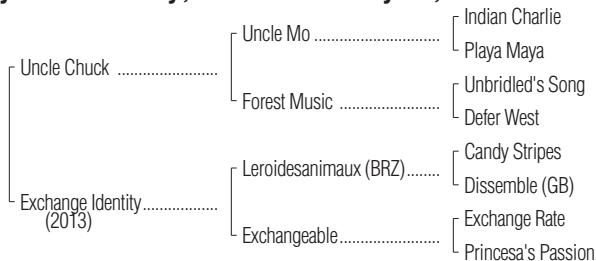 Indian Charlie
Uncle Mo ...........................
Playa Maya
Uncle Chuck ......................
Unbridled's Song
Forest Music .....................
Defer West
Candy Stripes
Leroidesanimaux (BRZ)........
Dissemble (GB)
Exchange Identity................
(2013)
Exchange Rate
Exchangeable......................
Princesa's Passion